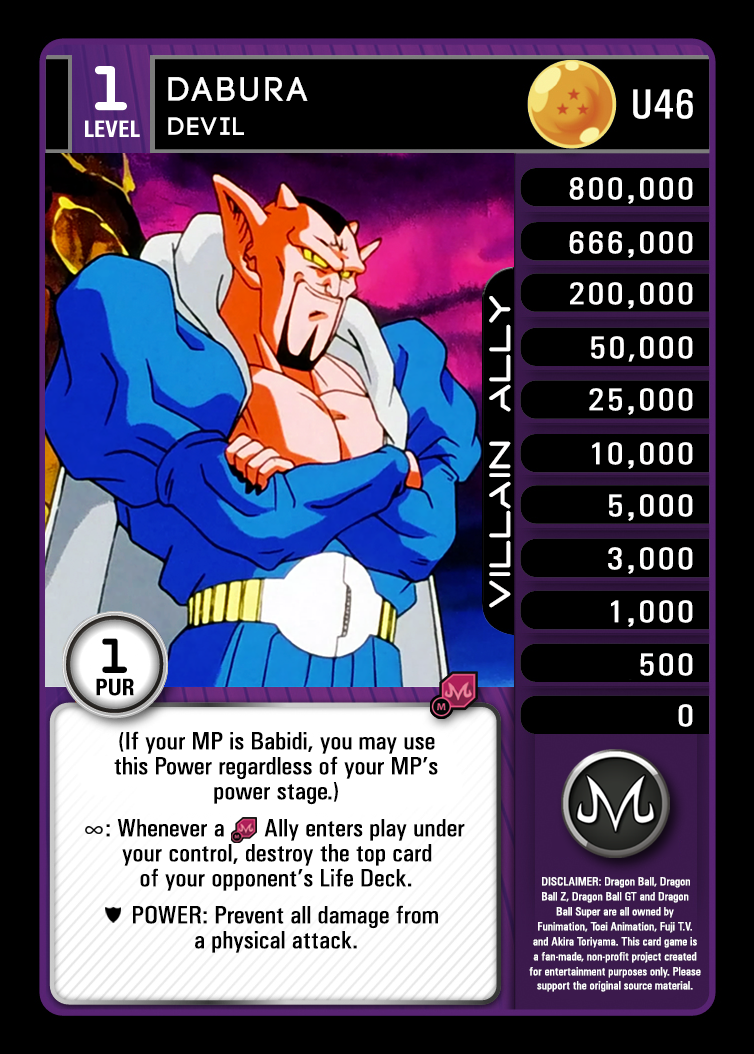 1
LEVEL
DABURA
DEVIL
U46
800,000
666,000
200,000
50,000
25,000
10,000
5,000
3,000
1,000
500
0
VILLAIN ALLY
1
PUR
M
M
(If your MP is Babidi, you may use
this Power regardless of your MP's
power stage.)
∞: Whenever a M Ally enters play under
your control, destroy the top card
of your opponent's Life Deck.
POWER: Prevent all damage from
a physical attack.
M
DISCLAIMER: Dragon Ball, Dragon
Ball Z, Dragon Ball GT and Dragon
Ball Super are all owned by
Funimation, Toei Animation, Fuji T.V.
and Akira Toriyama. This card game is
a fan-made, non-profit project created
for entertainment purposes only. Please
support the original source material.